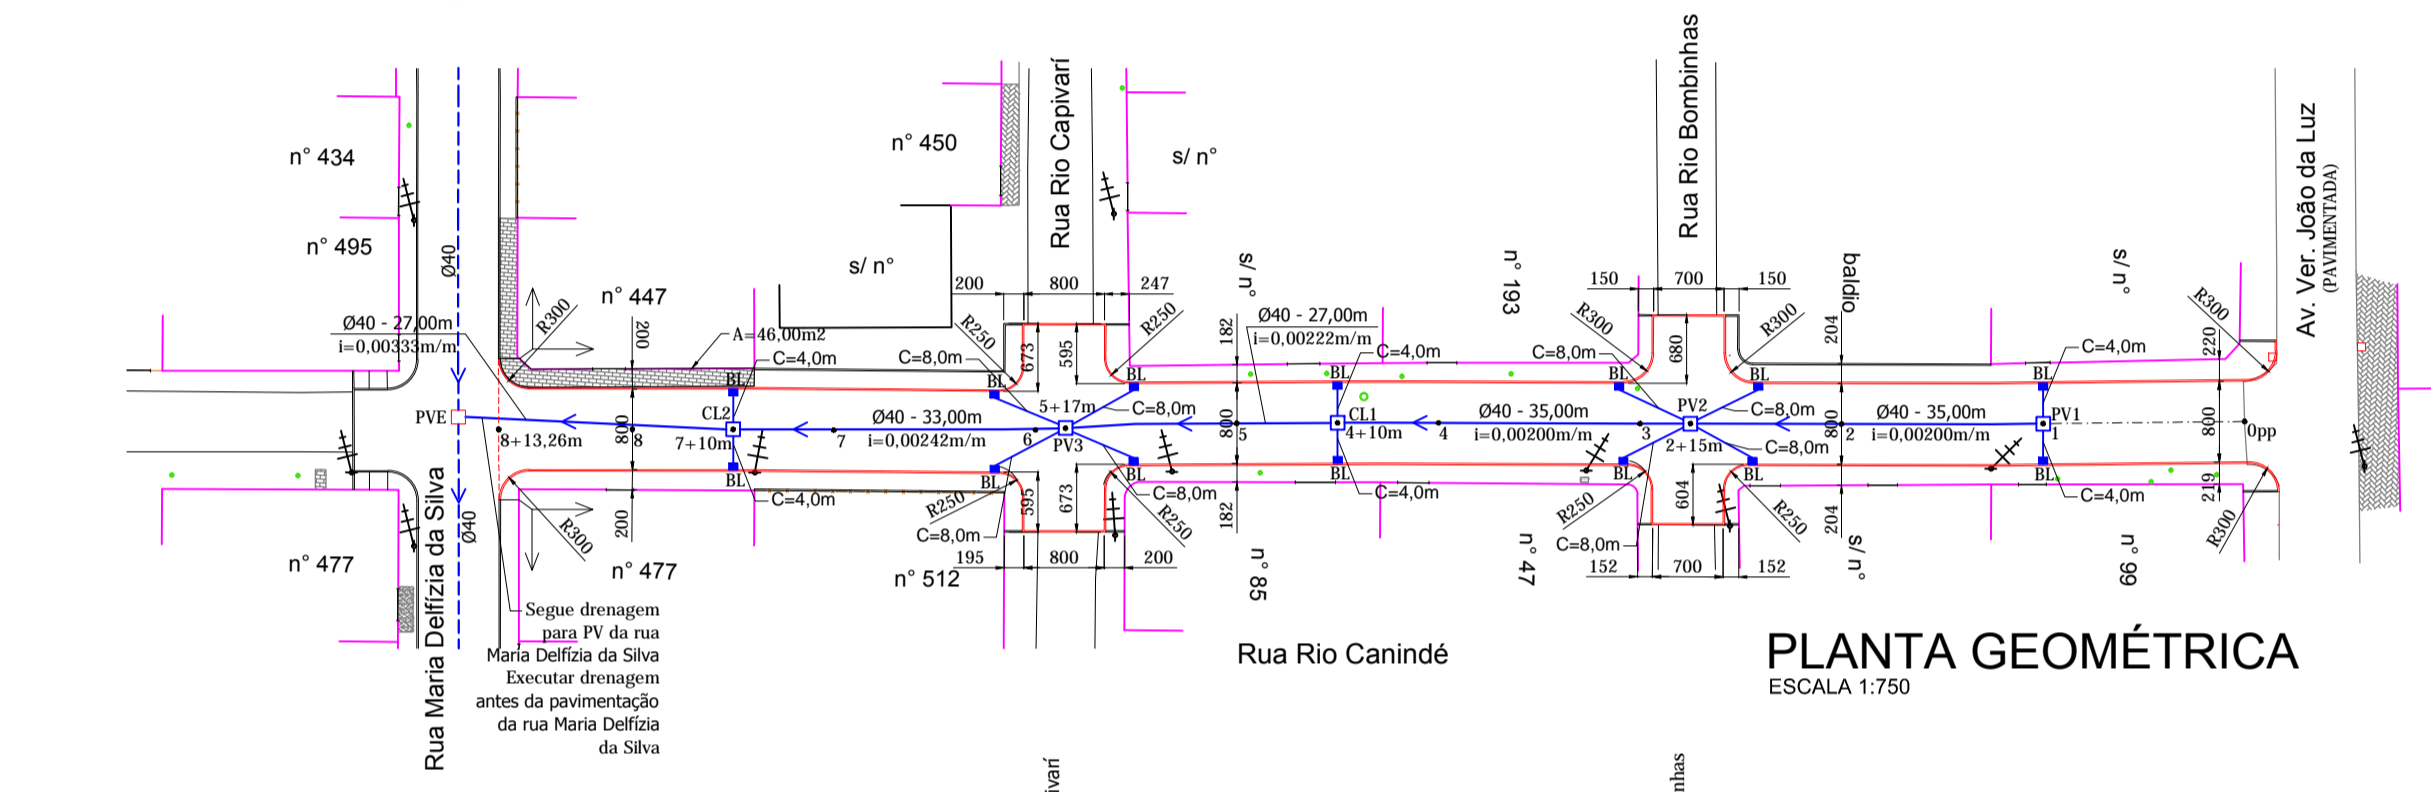 n° 434
n° 495
Ø40
Ø40 - 27,00m
i=0,00333m/m
n° 447
R300
200
A=46,00m2
C=4,0m
BL
CL2
7+10m
PVE
8+13,26m
8
800
7
Ø40 - 33,00m
i=0,00242m/m
6
BL
C=4,0m
R300
200
n° 477
n° 477
Ø40
Rua Maria Delfízia da Silva
Segue drenagem
para PV da rua
Maria Delfízia da Silva
Executar drenagem
antes da pavimentação
da rua Maria Delfízia
da Silva
n° 450
s/ n°
Rua Rio Capivarí
s/ n°
200
800
247
R250
673
595
R250
C=8,0m
BL
BL
5+17m
C=8,0m
PV3
BL
BL
R250
595
673
R250
C=8,0m
C=8,0m
195
800
200
n° 512
s/ n°
182
Ø40 - 27,00m
i=0,00222m/m
C=4,0m
BL
CL1
800
5
4+10m
4
Ø40 - 35,00m
i=0,00200m/m
3
BL
C=4,0m
182
n° 85
n° 193
n° 47
Rua Rio Canindé
Rua Rio Bombinhas
150
700
150
R300
680
R300
C=8,0m
BL
BL
PV2
C=8,0m
2+15m
C=8,0m
BL
BL
R250
604
R250
C=8,0m
152
700
152
baldio
204
800
2
Ø40 - 35,00m
i=0,00200m/m
204
s/ n°
s/ n°
C=4,0m
BL
PV1
1
BL
C=4,0m
n° 99
R300
220
800
0pp
219
R300
Av. Ver. João da Luz
(PAVIMENTADA)
PLANTA GEOMÉTRICA
ESCALA 1:750
ivarí
nhas